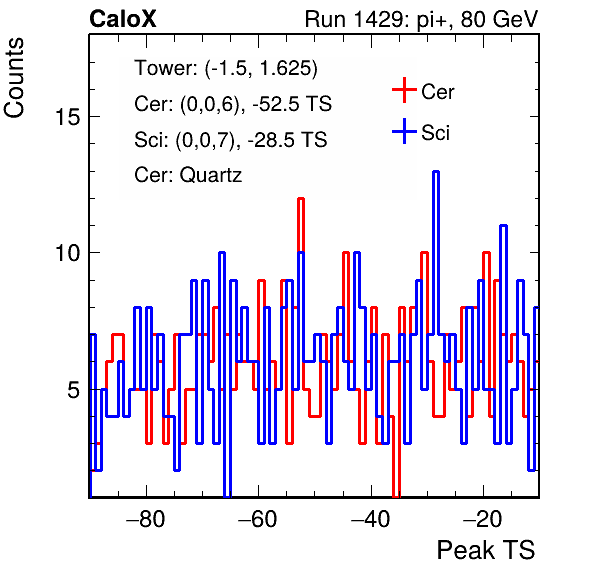 CaloX Run 1429: pi+, 80 GeV
Counts
Tower: (-1.5, 1.625)
Cer: (0,0,6), -52.5 TS
Sci: (0,0,7), -28.5 TS
Cer: Quartz
Cer
Sci
15
10
5
−80 −60 −40 −20
Peak TS